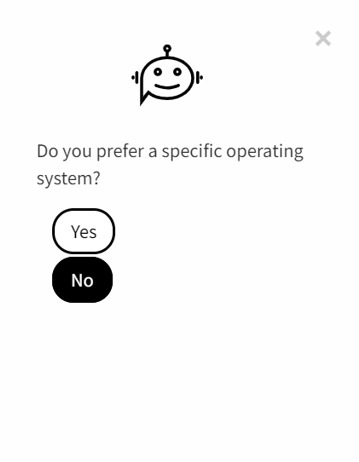 Do you prefer a specific operating
system?
Yes
No